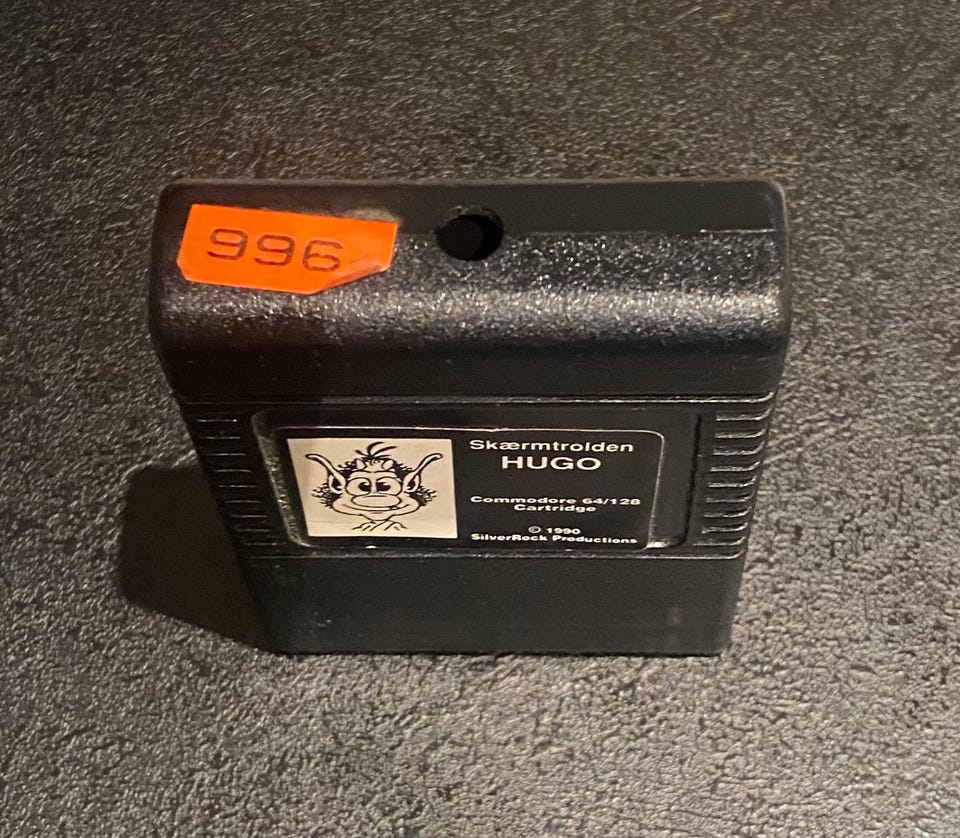 996
Skærmtrolden
HUGO
Commodore 64/128
Cartridge
© 1990
SilverRock Productions